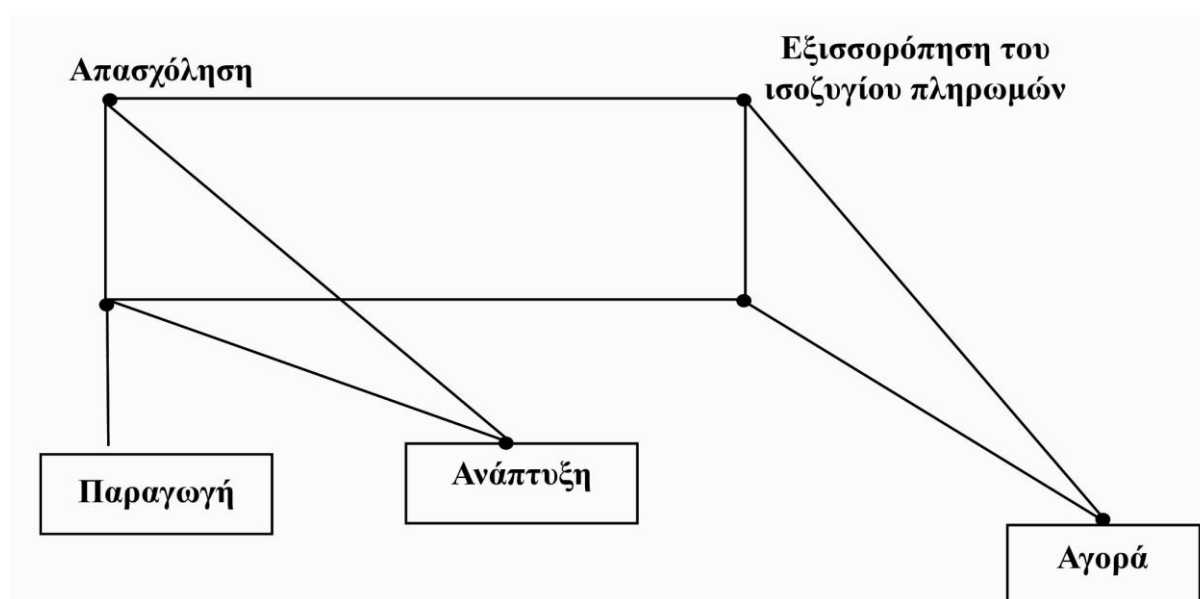 Απασχόληση
Εξισσορόπηση του
ισοζυγίου πληρωμών
Παραγωγή
Ανάπτυξη
Αγορά